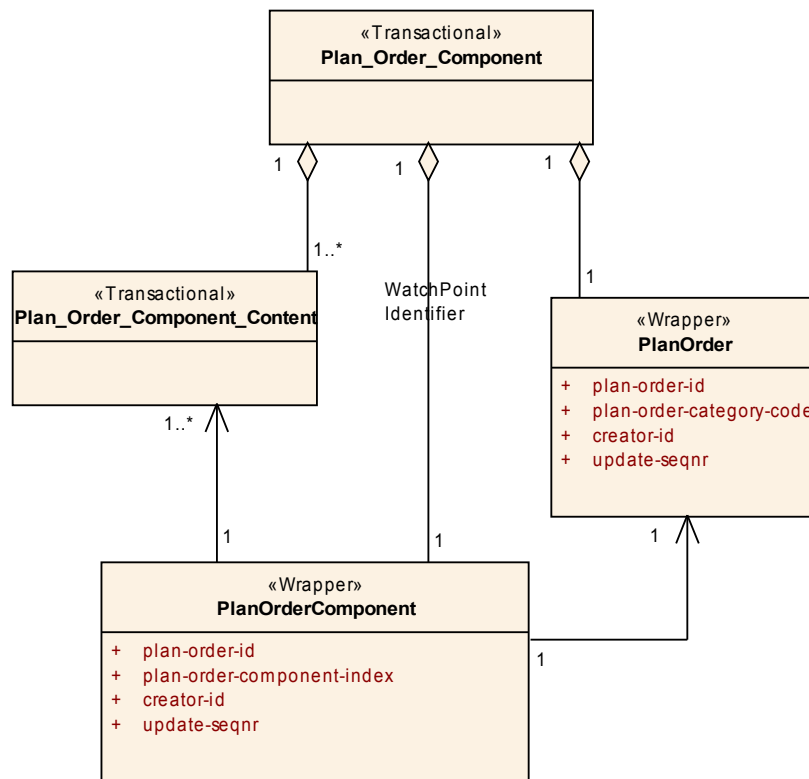 «Transactional»
Plan_Order_Component
1
1
1
1..*
«Transactional»
Plan_Order_Component_Content
WatchPoint
Identifier
1
«Wrapper»
PlanOrder
+ plan-order-id
+ plan-order-category-code
+ creator-id
+ update-seqnr
1..*
1
1
1
«Wrapper»
PlanOrderComponent
1
+ plan-order-id
+ plan-order-component-index
+ creator-id
+ update-seqnr